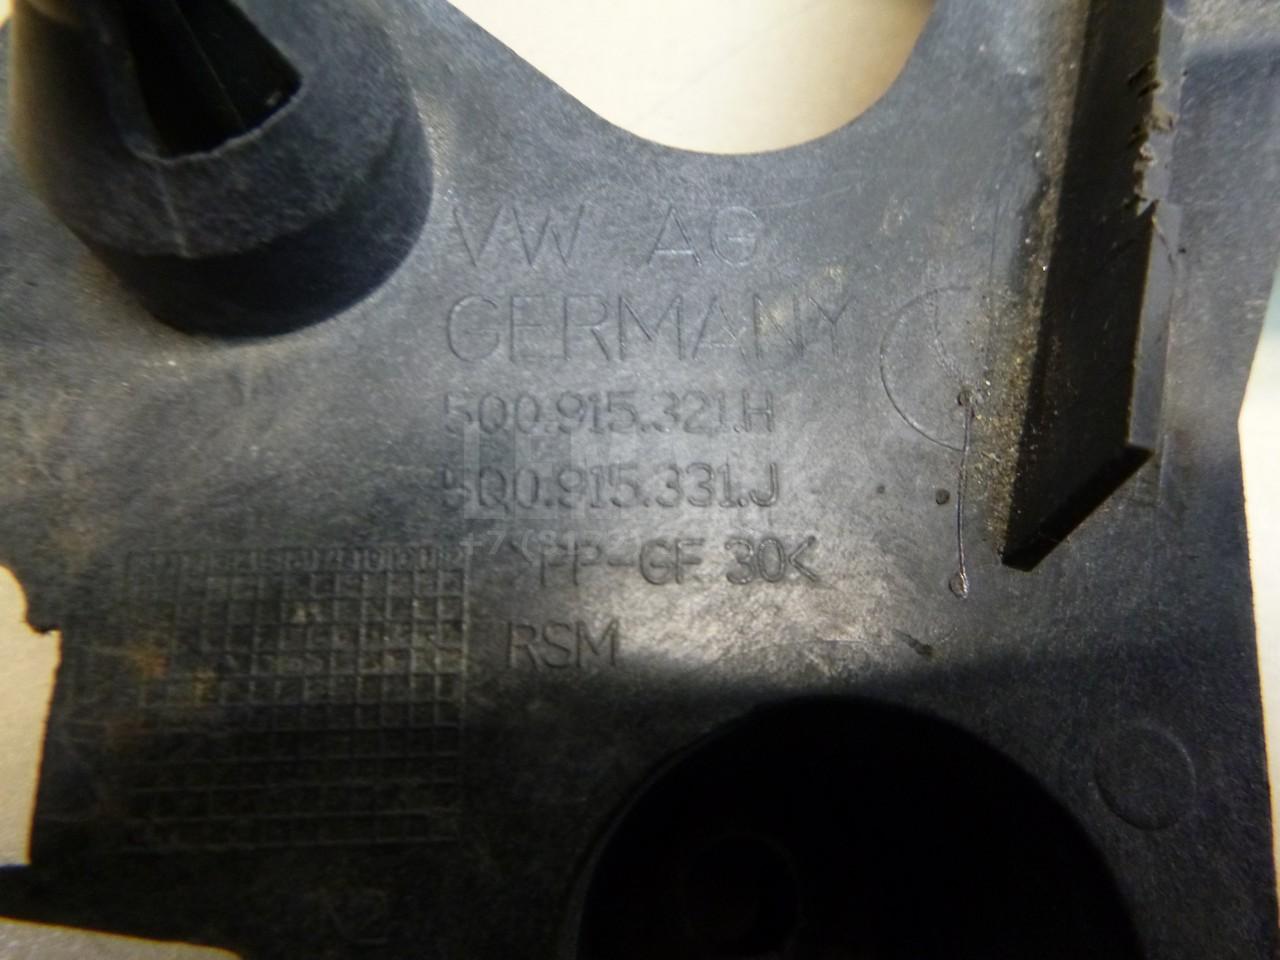 VW AG
GERMANY
5Q0.915.321.H
5Q0.915.331.J
>PP-GF 30<
RSM